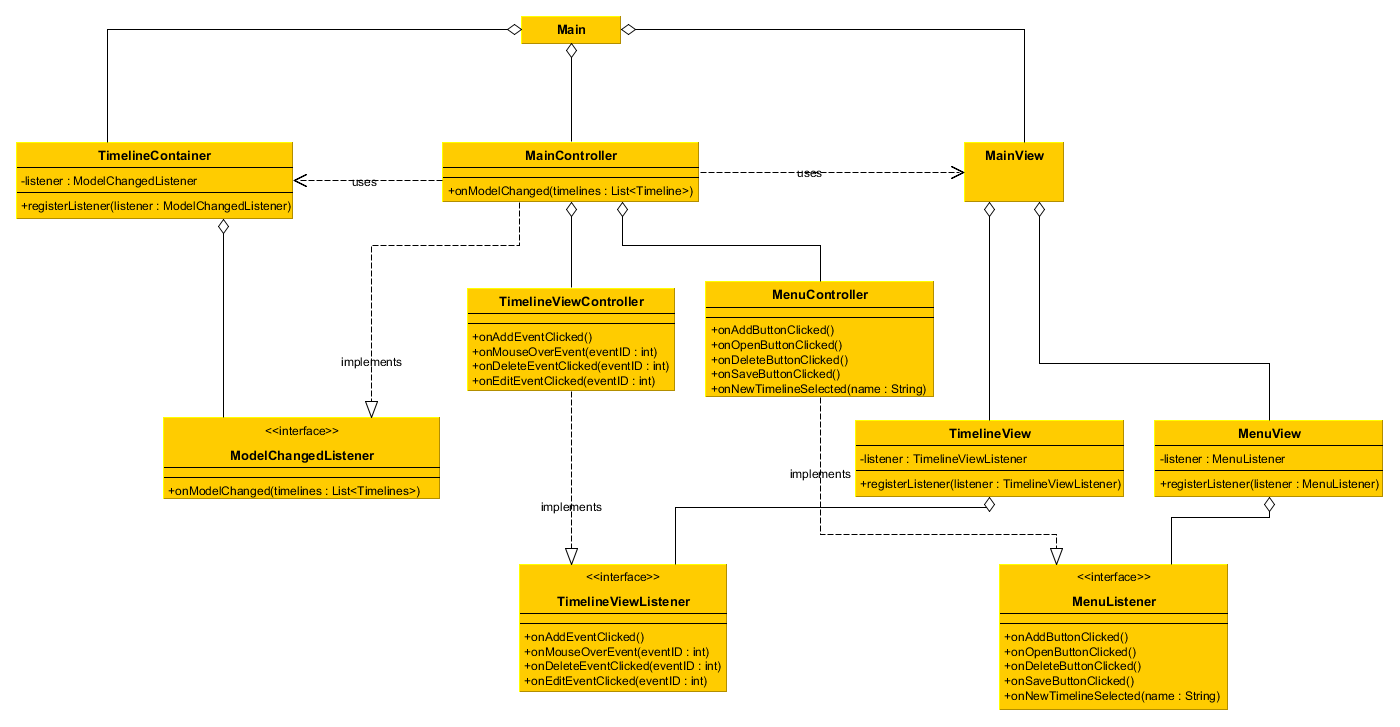 Main
TimelineContainer
-listener : ModelChangedListener
+registerListener(listener : ModelChangedListener)
uses
MainController
+onModelChanged(timelines : List<Timeline>)
uses
MainView
implements
TimelineViewController
+onAddEventClicked()
+onMouseOverEvent(eventID : int)
+onDeleteEventClicked(eventID : int)
+onEditEventClicked(eventID : int)
MenuController
+onAddButtonClicked()
+onOpenButtonClicked()
+onDeleteButtonClicked()
+onSaveButtonClicked()
+onNewTimelineSelected(name : String)
<<interface>>
ModelChangedListener
+onModelChanged(timelines : List<Timelines>)
implements
implements
TimelineView
-listener : TimelineViewListener
+registerListener(listener : TimelineViewListener)
MenuView
-listener : MenuListener
+registerListener(listener : MenuListener)
<<interface>>
TimelineViewListener
+onAddEventClicked()
+onMouseOverEvent(eventID : int)
+onDeleteEventClicked(eventID : int)
+onEditEventClicked(eventID : int)
<<interface>>
MenuListener
+onAddButtonClicked()
+onOpenButtonClicked()
+onDeleteButtonClicked()
+onSaveButtonClicked()
+onNewTimelineSelected(name : String)